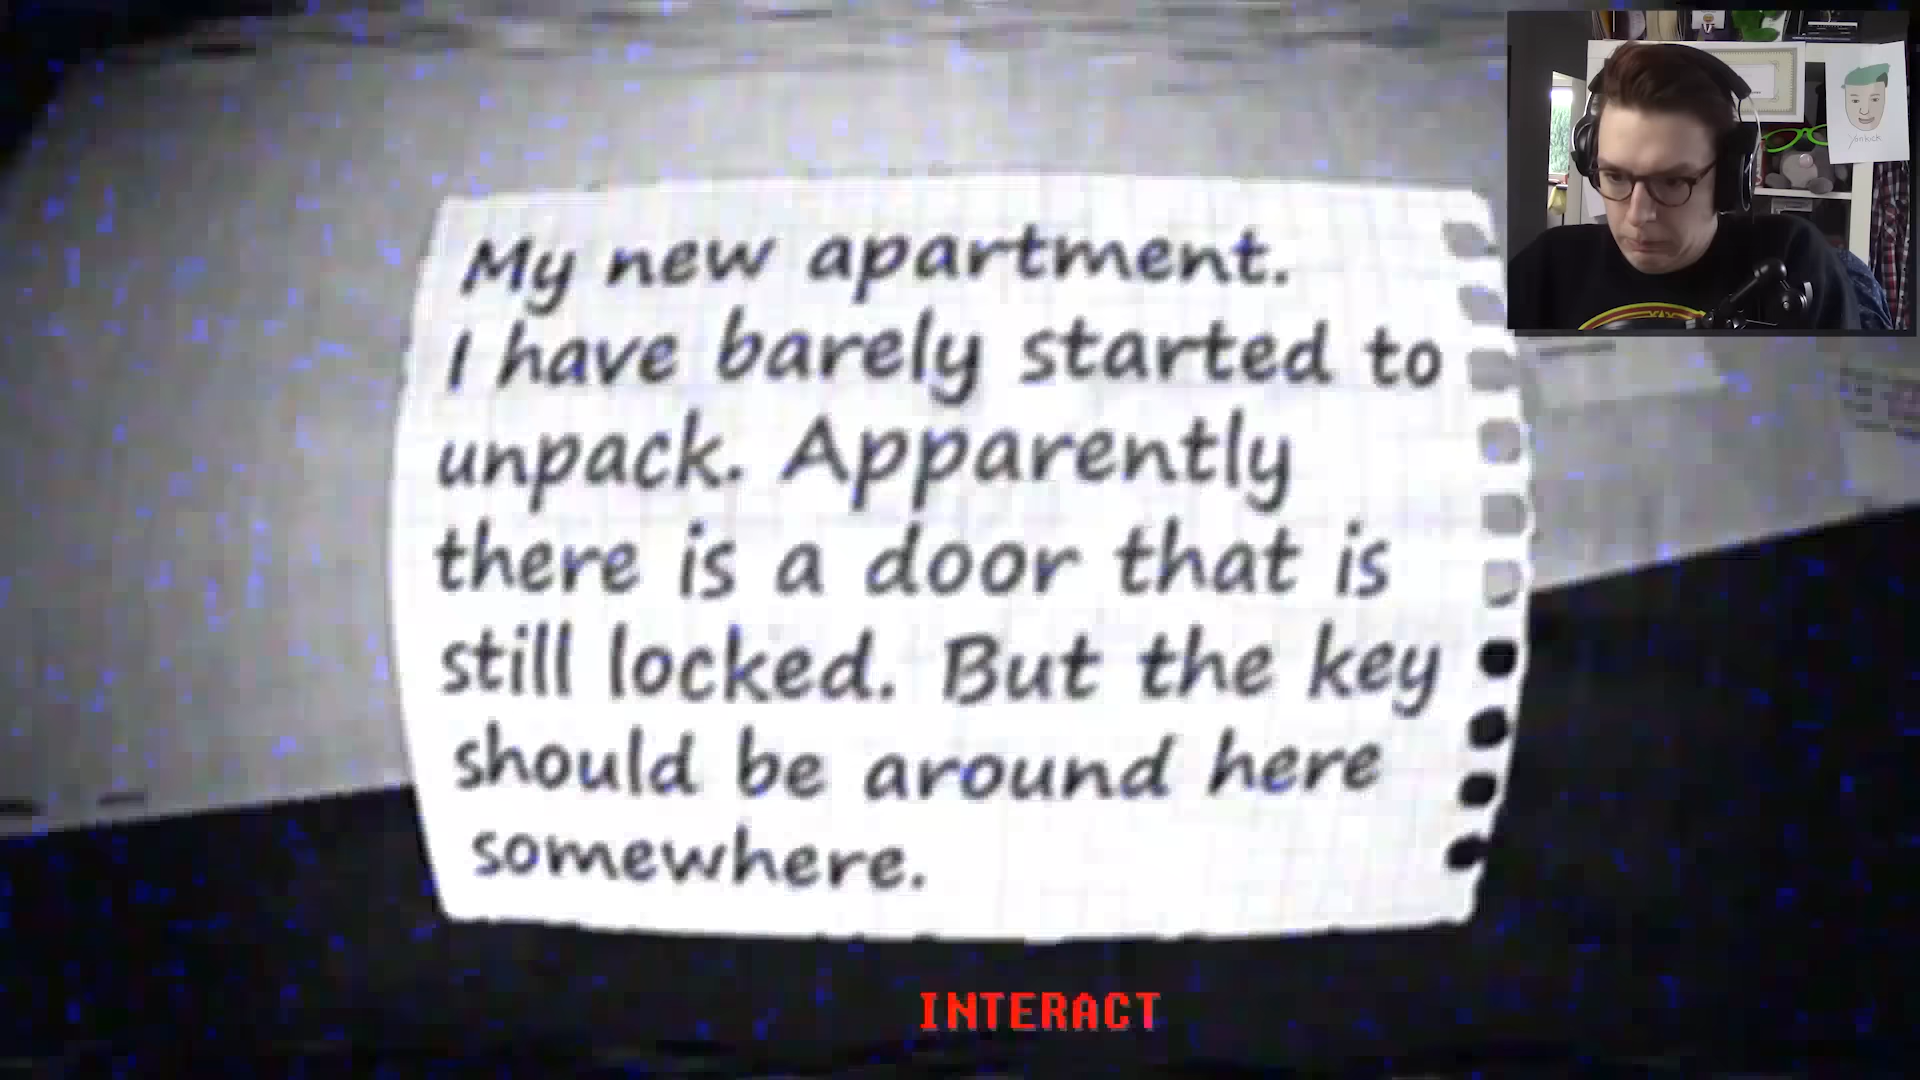 My new apartment.
I have barely started to
unpack. Apparently
there is a door that is
still locked. But the key
should be around here
somewhere.
INTERACT